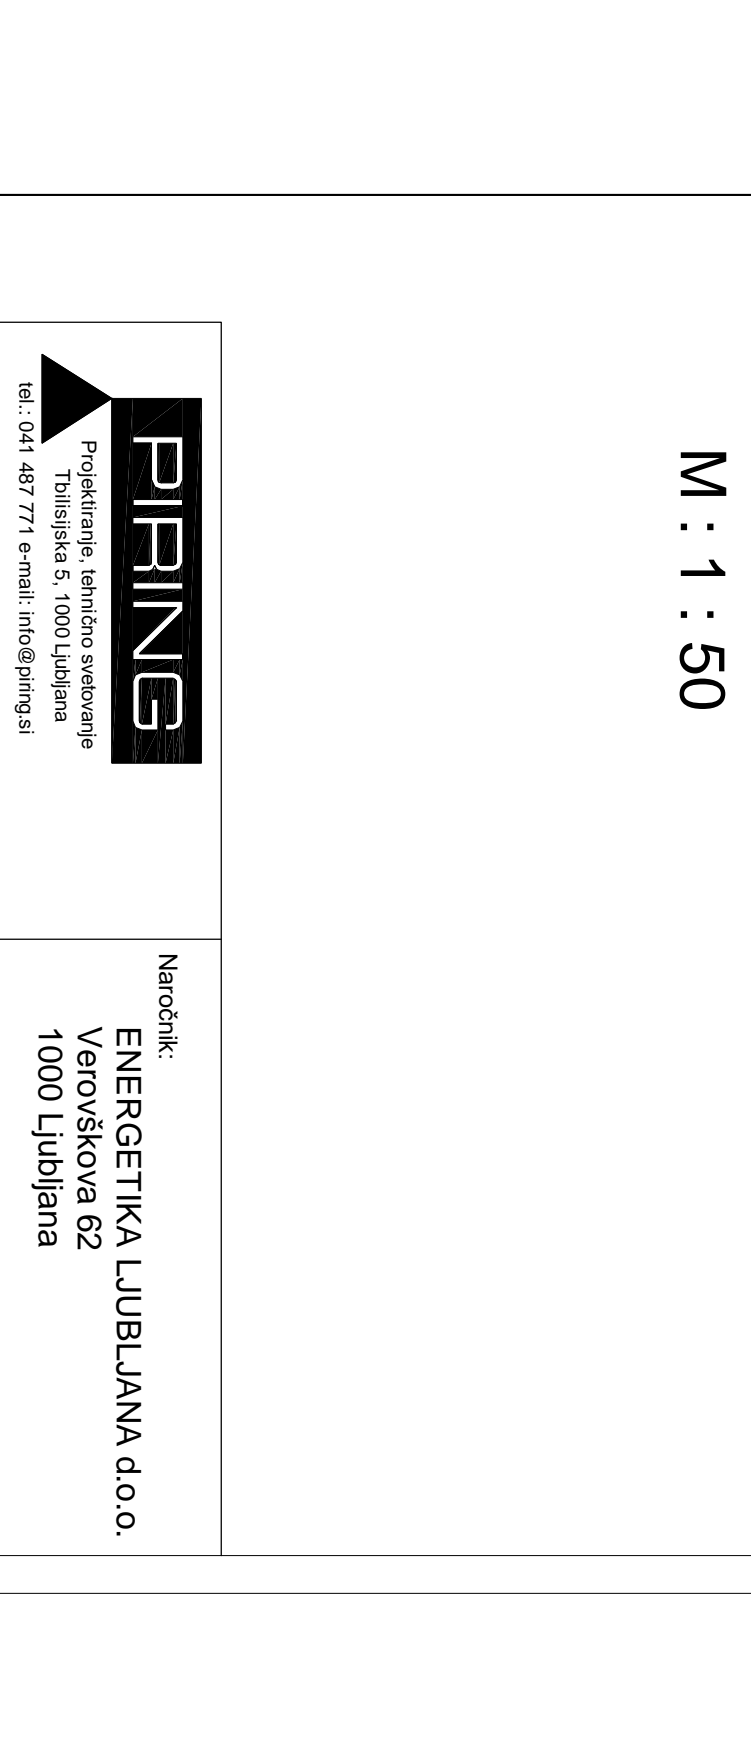 M : 1 : 50
PIRING
Projektiranje, tehnično svetovanje
Tbilisijska 5, 1000 Ljubljana
tel.: 041 487 771 e-mail: info@piring.si
Naročnik:
ENERGETIKA LJUBLJANA d.o.o.
Verovškova 62
1000 Ljubljana